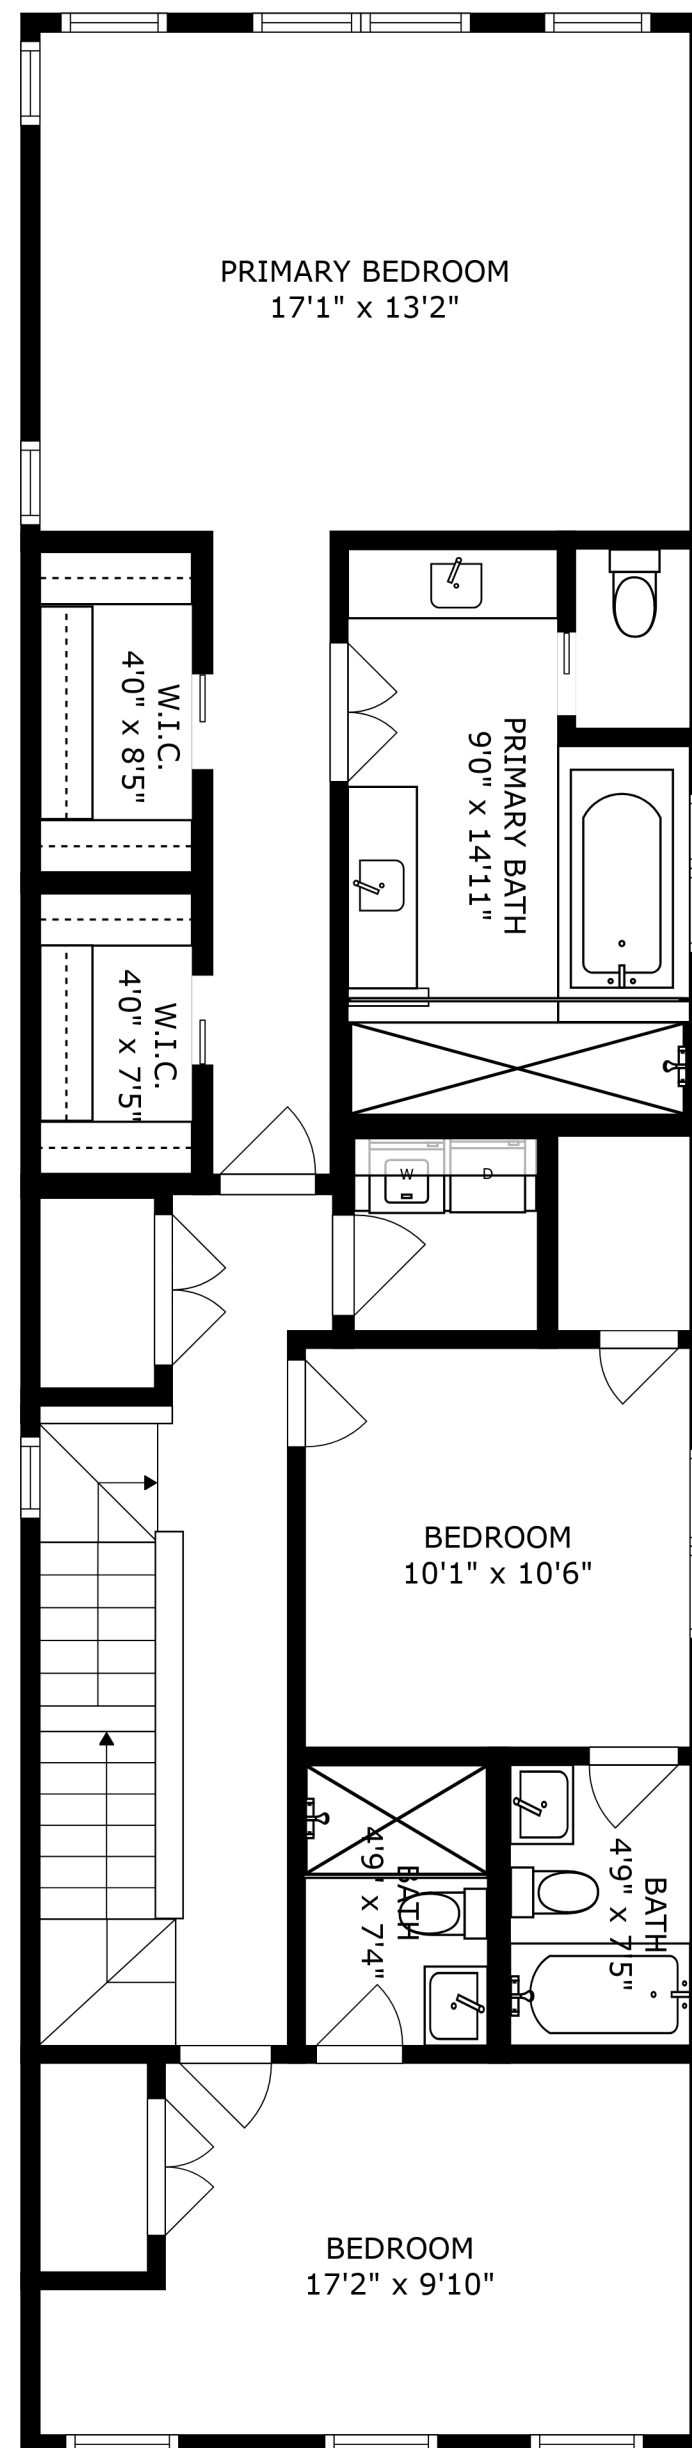 PRIMARY BEDROOM
17'1" x 13'2"
W.I.C.
4'0" x 8'5"
PRIMARY BATH
9'0" x 14'11"
W.I.C.
4'0" x 7'5"
W
D
BEDROOM
10'1" x 10'6"
BATH
4'9" x 7'4"
BATH
4'9" x 7'5"
BEDROOM
17'2" x 9'10"